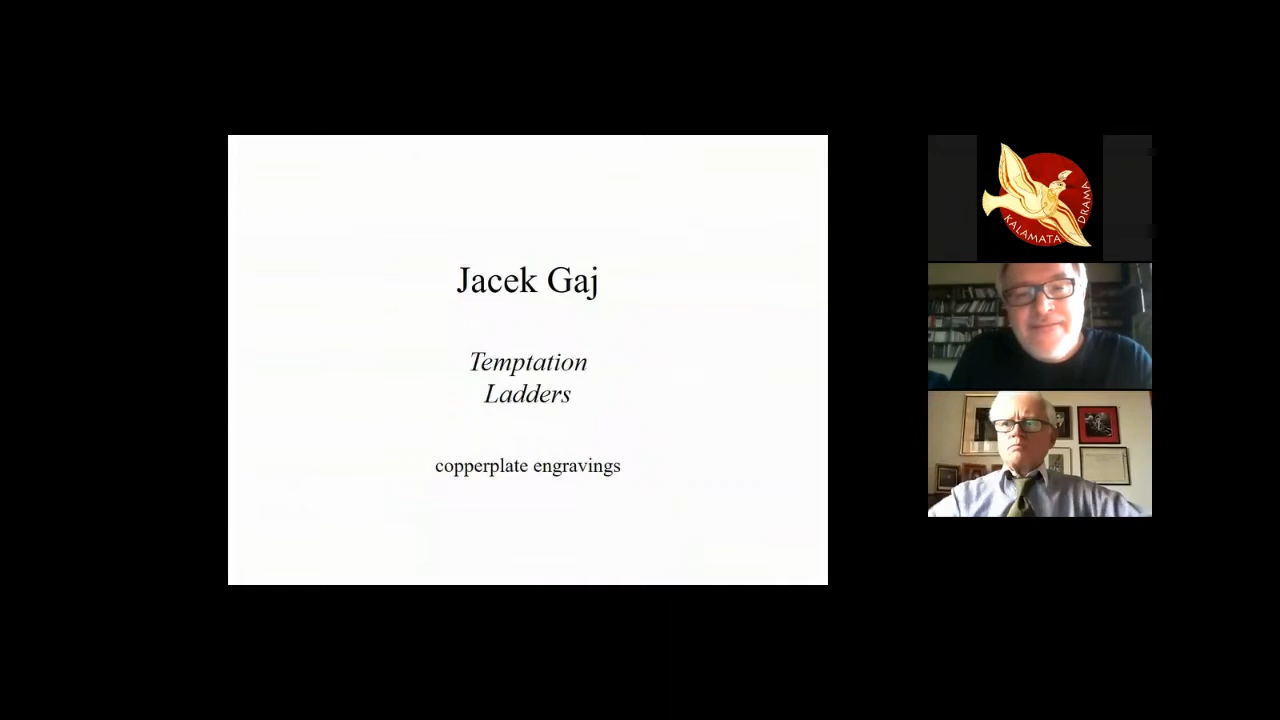 Jacek Gaj
Temptation
Ladders
copperplate engravings
KALAMATA DRAMA